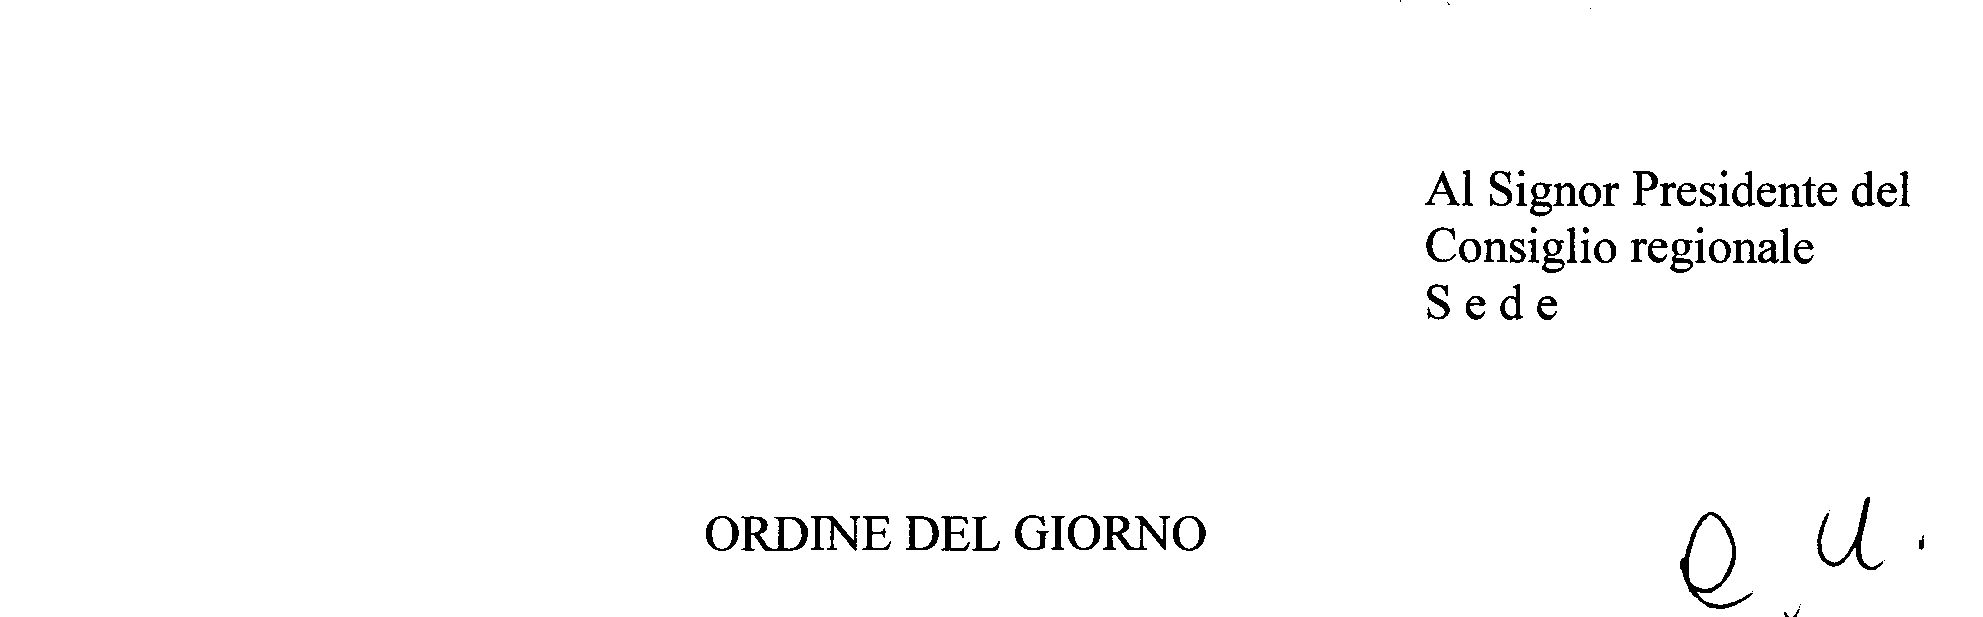 Al Signor Presidente del
Consiglio regionale
S e d e
ORDINE DEL GIORNO